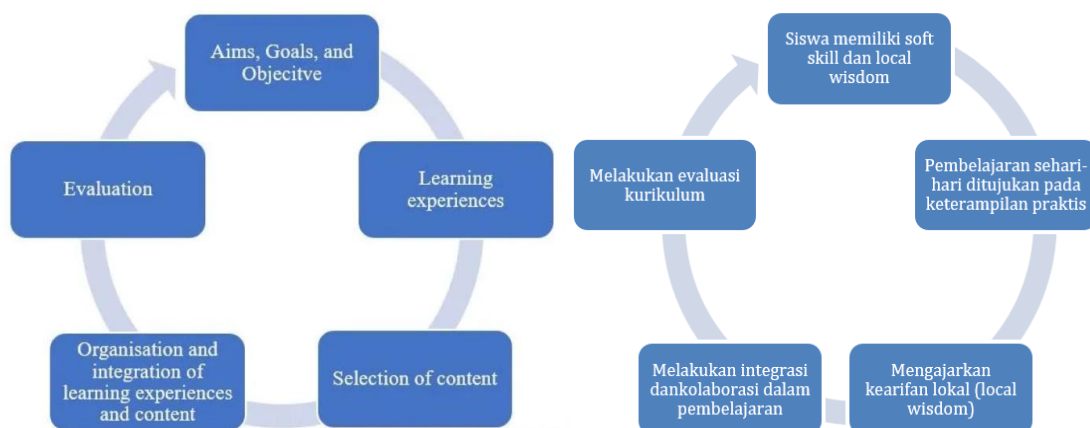 Aims, Goals, and
Objecitve
Learning
experiences
Selection of content
Organisation and
integration of
learning experiences
and content
Evaluation
Siswa memiliki soft
skill dan local
wisdom
Pembelajaran sehari-
hari ditujukan pada
keterampilan praktis
Mengajarkan
kearifan lokal (local
wisdom)
Melakukan integrasi
dankolaborasi dalam
pembelajaran
Melakukan evaluasi
kurikulum